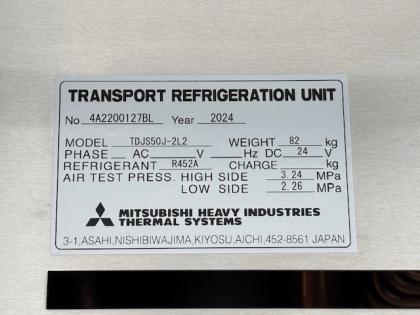 TRANSPORT REFRIGERATION UNIT
No 4A2200127BL Year 2024
MODEL TDJS50J-2L2 WEIGHT 82 kg
PHASE AC V Hz DC 24 V
REFRIGERANT R452A CHARGE kg
AIR TEST PRESS. HIGH SIDE 3.24 MPa
LOW SIDE 2.26 MPa
MITSUBISHI HEAVY INDUSTRIES
THERMAL SYSTEMS
3-1,ASAHI,NISHIBIWAJIMA,KIYOSU,AICHI,452-8561 JAPAN